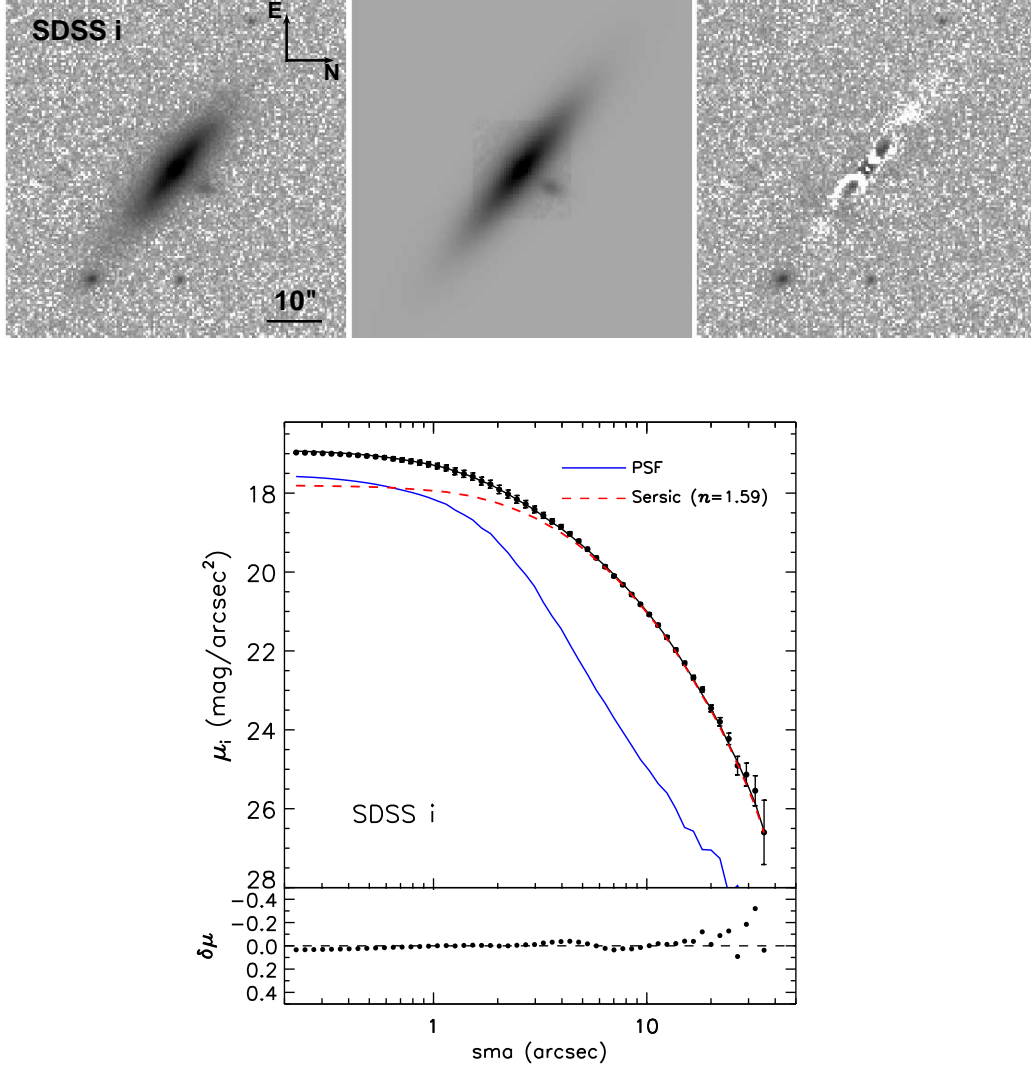 SDSS i
E
N
10"
PSF
Sersic (n=1.59)
18
20
22
24
26
28
μi (mag/arcsec²)
SDSS i
−0.4
−0.2
0.0
0.2
0.4
δμ
1
10
sma (arcsec)